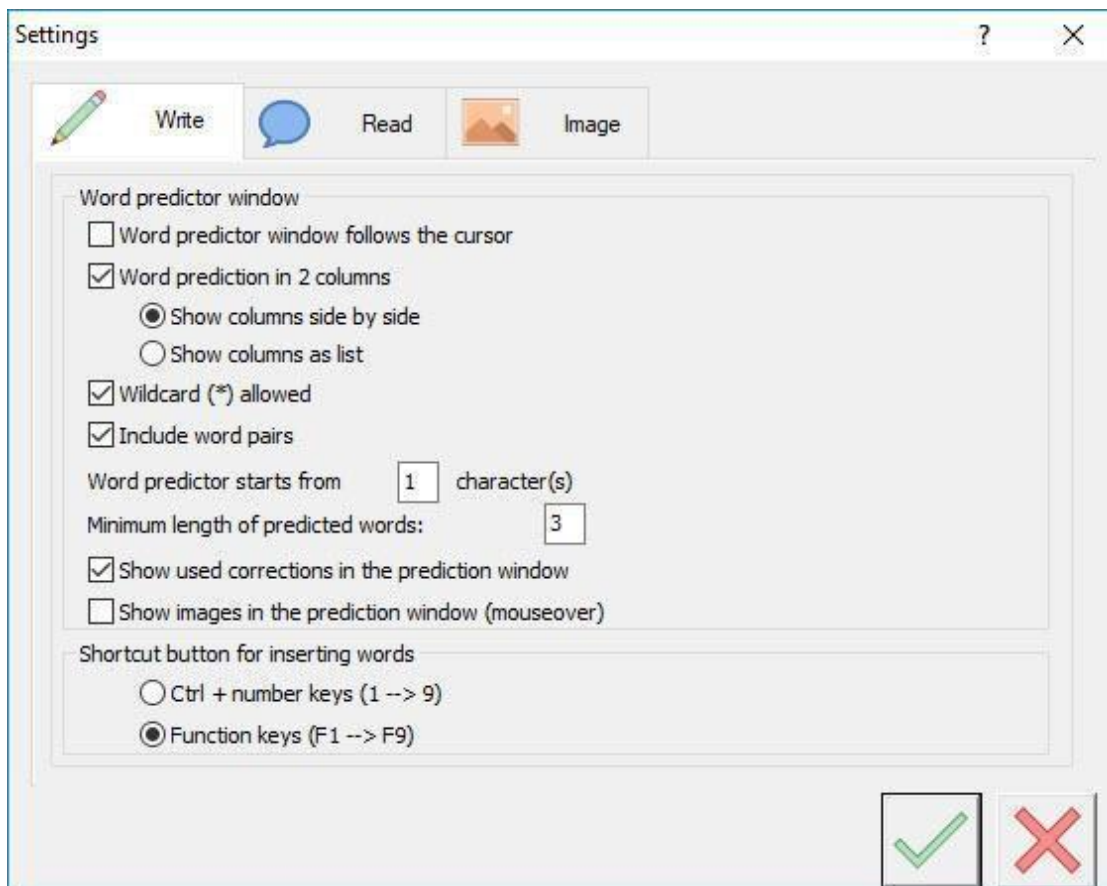 Settings ?
Write Read Image
Word predictor window
Word predictor window follows the cursor
Word prediction in 2 columns
Show columns side by side
Show columns as list
Wildcard (*) allowed
Include word pairs
Word predictor starts from 1 character(s)
Minimum length of predicted words: 3
Show used corrections in the prediction window
Show images in the prediction window (mouseover)
Shortcut button for inserting words
Ctrl + number keys (1 --> 9)
Function keys (F1 --> F9)